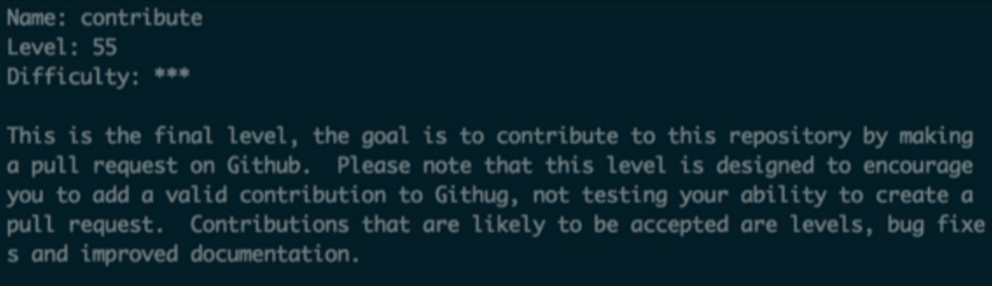 Name: contribute
Level: 55
Difficulty: ***
This is the final level, the goal is to contribute to this repository by making
a pull request on Github.  Please note that this level is designed to encourage
you to add a valid contribution to Githug, not testing your ability to create a
pull request.  Contributions that are likely to be accepted are levels, bug fixe
s and improved documentation.